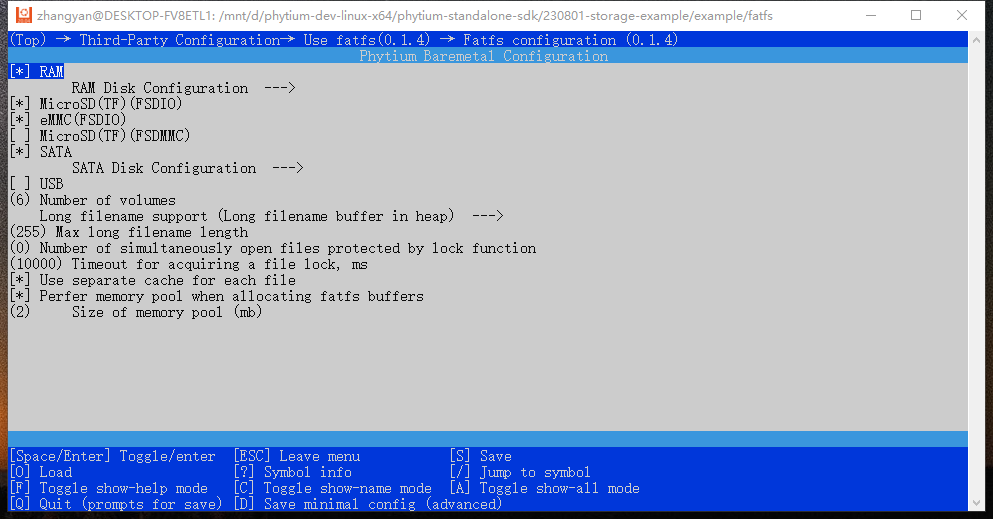 zhangyan@DESKTOP-FV8ETL1: /mnt/d/phytium-dev-linux-x64/phytium-standalone-sdk/230801-storage-example/example/fatfs
(Top) → Third-Party Configuration→ Use fatfs(0.1.4) → Fatfs configuration (0.1.4)
Phytium Baremetal Configuration
[*] RAM
RAM Disk Configuration --->
[*] MicroSD(TF)(FSDIO)
[*] eMMC(FSDIO)
[ ] MicroSD(TF)(FSDMMC)
[*] SATA
SATA Disk Configuration --->
[ ] USB
(6) Number of volumes
Long filename support (Long filename buffer in heap) --->
(255) Max long filename length
(0) Number of simultaneously open files protected by lock function
(10000) Timeout for acquiring a file lock, ms
[*] Use separate cache for each file
[*] Perfer memory pool when allocating fatfs buffers
(2) Size of memory pool (mb)
[Space/Enter] Toggle/enter [ESC] Leave menu [S] Save
[O] Load [?] Symbol info [/] Jump to symbol
[F] Toggle show-help mode [C] Toggle show-name mode [A] Toggle show-all mode
[Q] Quit (prompts for save) [D] Save minimal config (advanced)